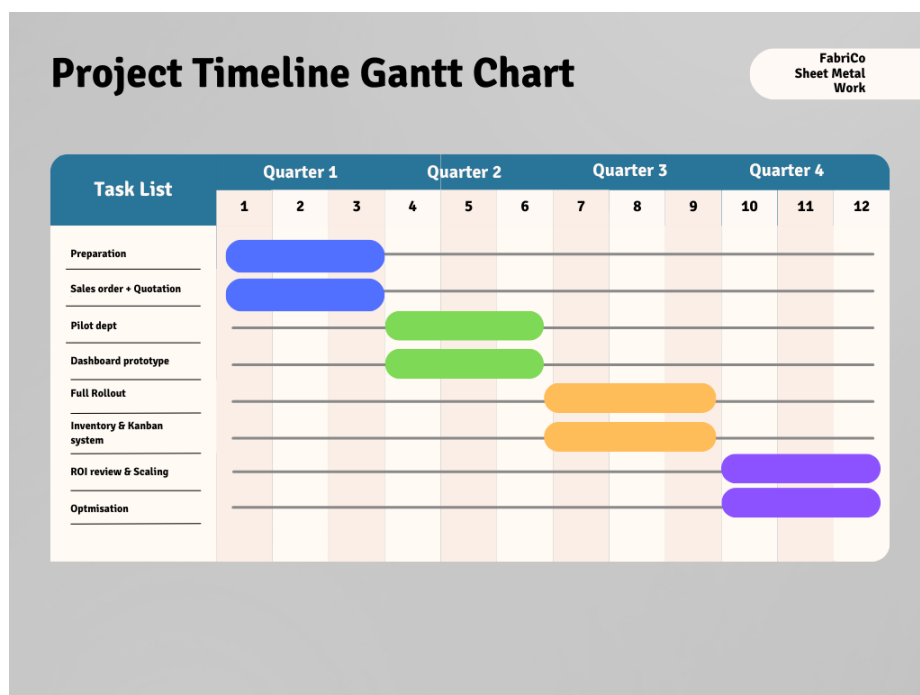 Project Timeline Gantt Chart
FabriCo
Sheet Metal
Work
Task List
Quarter 1
Quarter 2
Quarter 3
Quarter 4
1 2 3 4 5 6 7 8 9 10 11 12
Preparation
Sales order + Quotation
Pilot dept
Dashboard prototype
Full Rollout
Inventory & Kanban
system
ROI review & Scaling
Optmisation